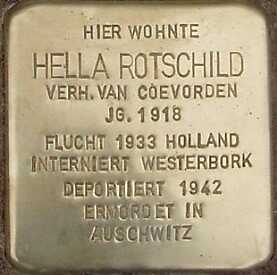 HIER WOHNTE
HELLA ROTSCHILD
VERH. VAN COEVORDEN
JG. 1918
FLUCHT 1933 HOLLAND
INTERNIERT WESTERBORK
DEPORTIERT 1942
ERMORDET IN
AUSCHWITZ